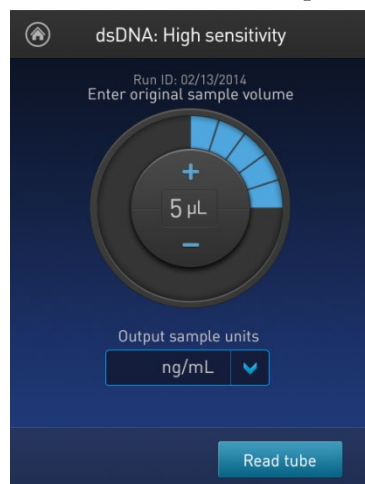 dsDNA: High sensitivity
Run ID: 02/13/2014
Enter original sample volume
+
5 µL
−
Output sample units
ng/mL
Read tube